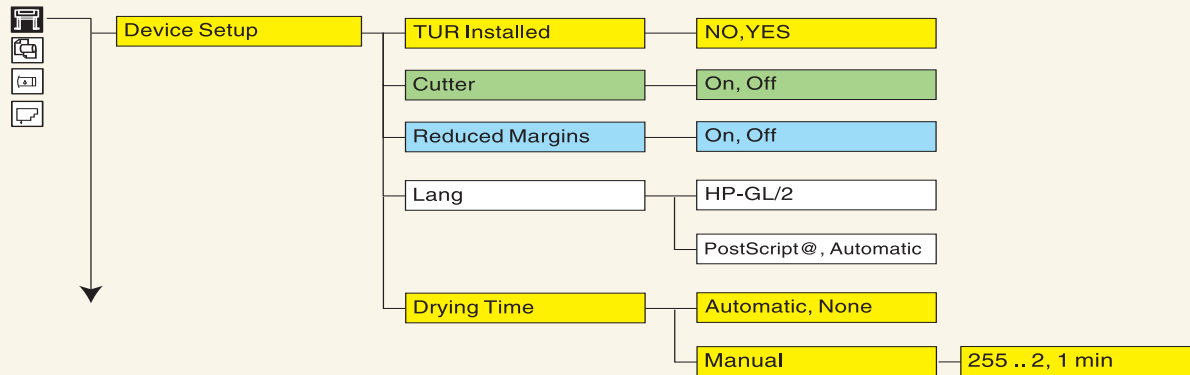 Device Setup
TUR Installed
NO,YES
Cutter
On, Off
Reduced Margins
On, Off
Lang
HP-GL/2
PostScript@, Automatic
Drying Time
Automatic, None
Manual
255 .. 2, 1 min